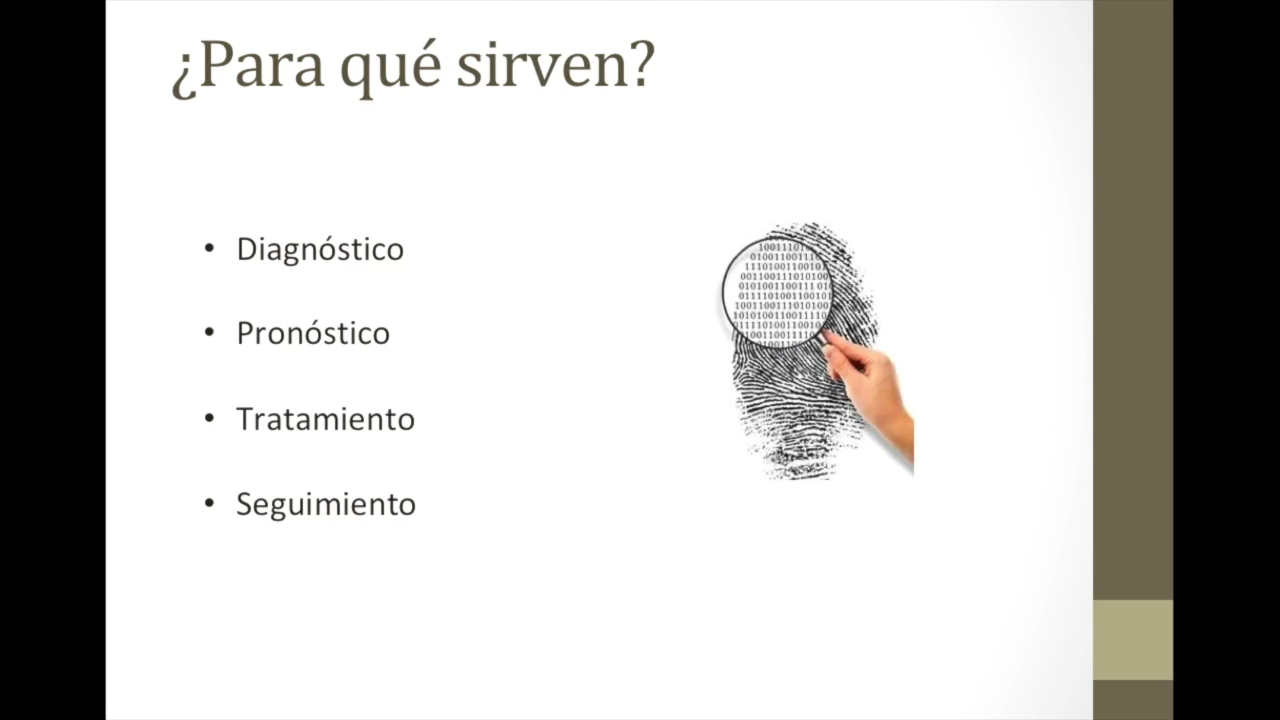 ¿Para qué sirven?
• Diagnóstico
• Pronóstico
• Tratamiento
• Seguimiento